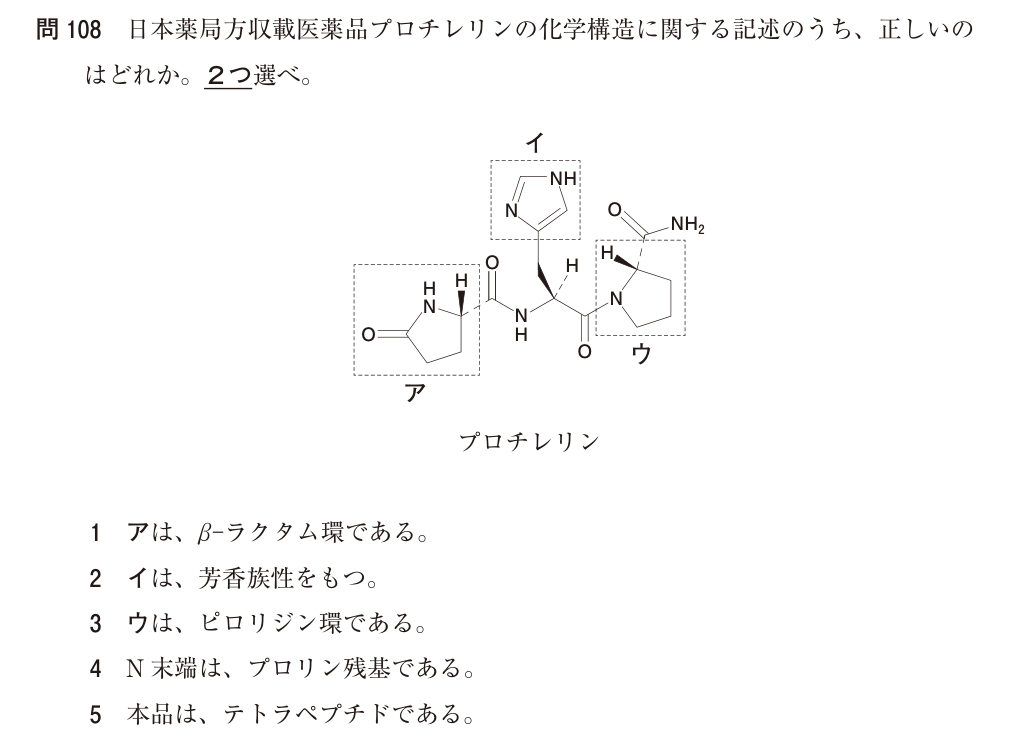 問 108　日本薬局方収載医薬品プロチレリンの化学構造に関する記述のうち、正しいの
はどれか。２つ選べ。
イ
NH
N
O
NH2
H
O
H
H
H
N
N
O
N
H
O
ウ
ア
プロチレリン
1　アは、β-ラクタム環である。
2　イは、芳香族性をもつ。
3　ウは、ピロリジン環である。
4　N 末端は、プロリン残基である。
5　本品は、テトラペプチドである。